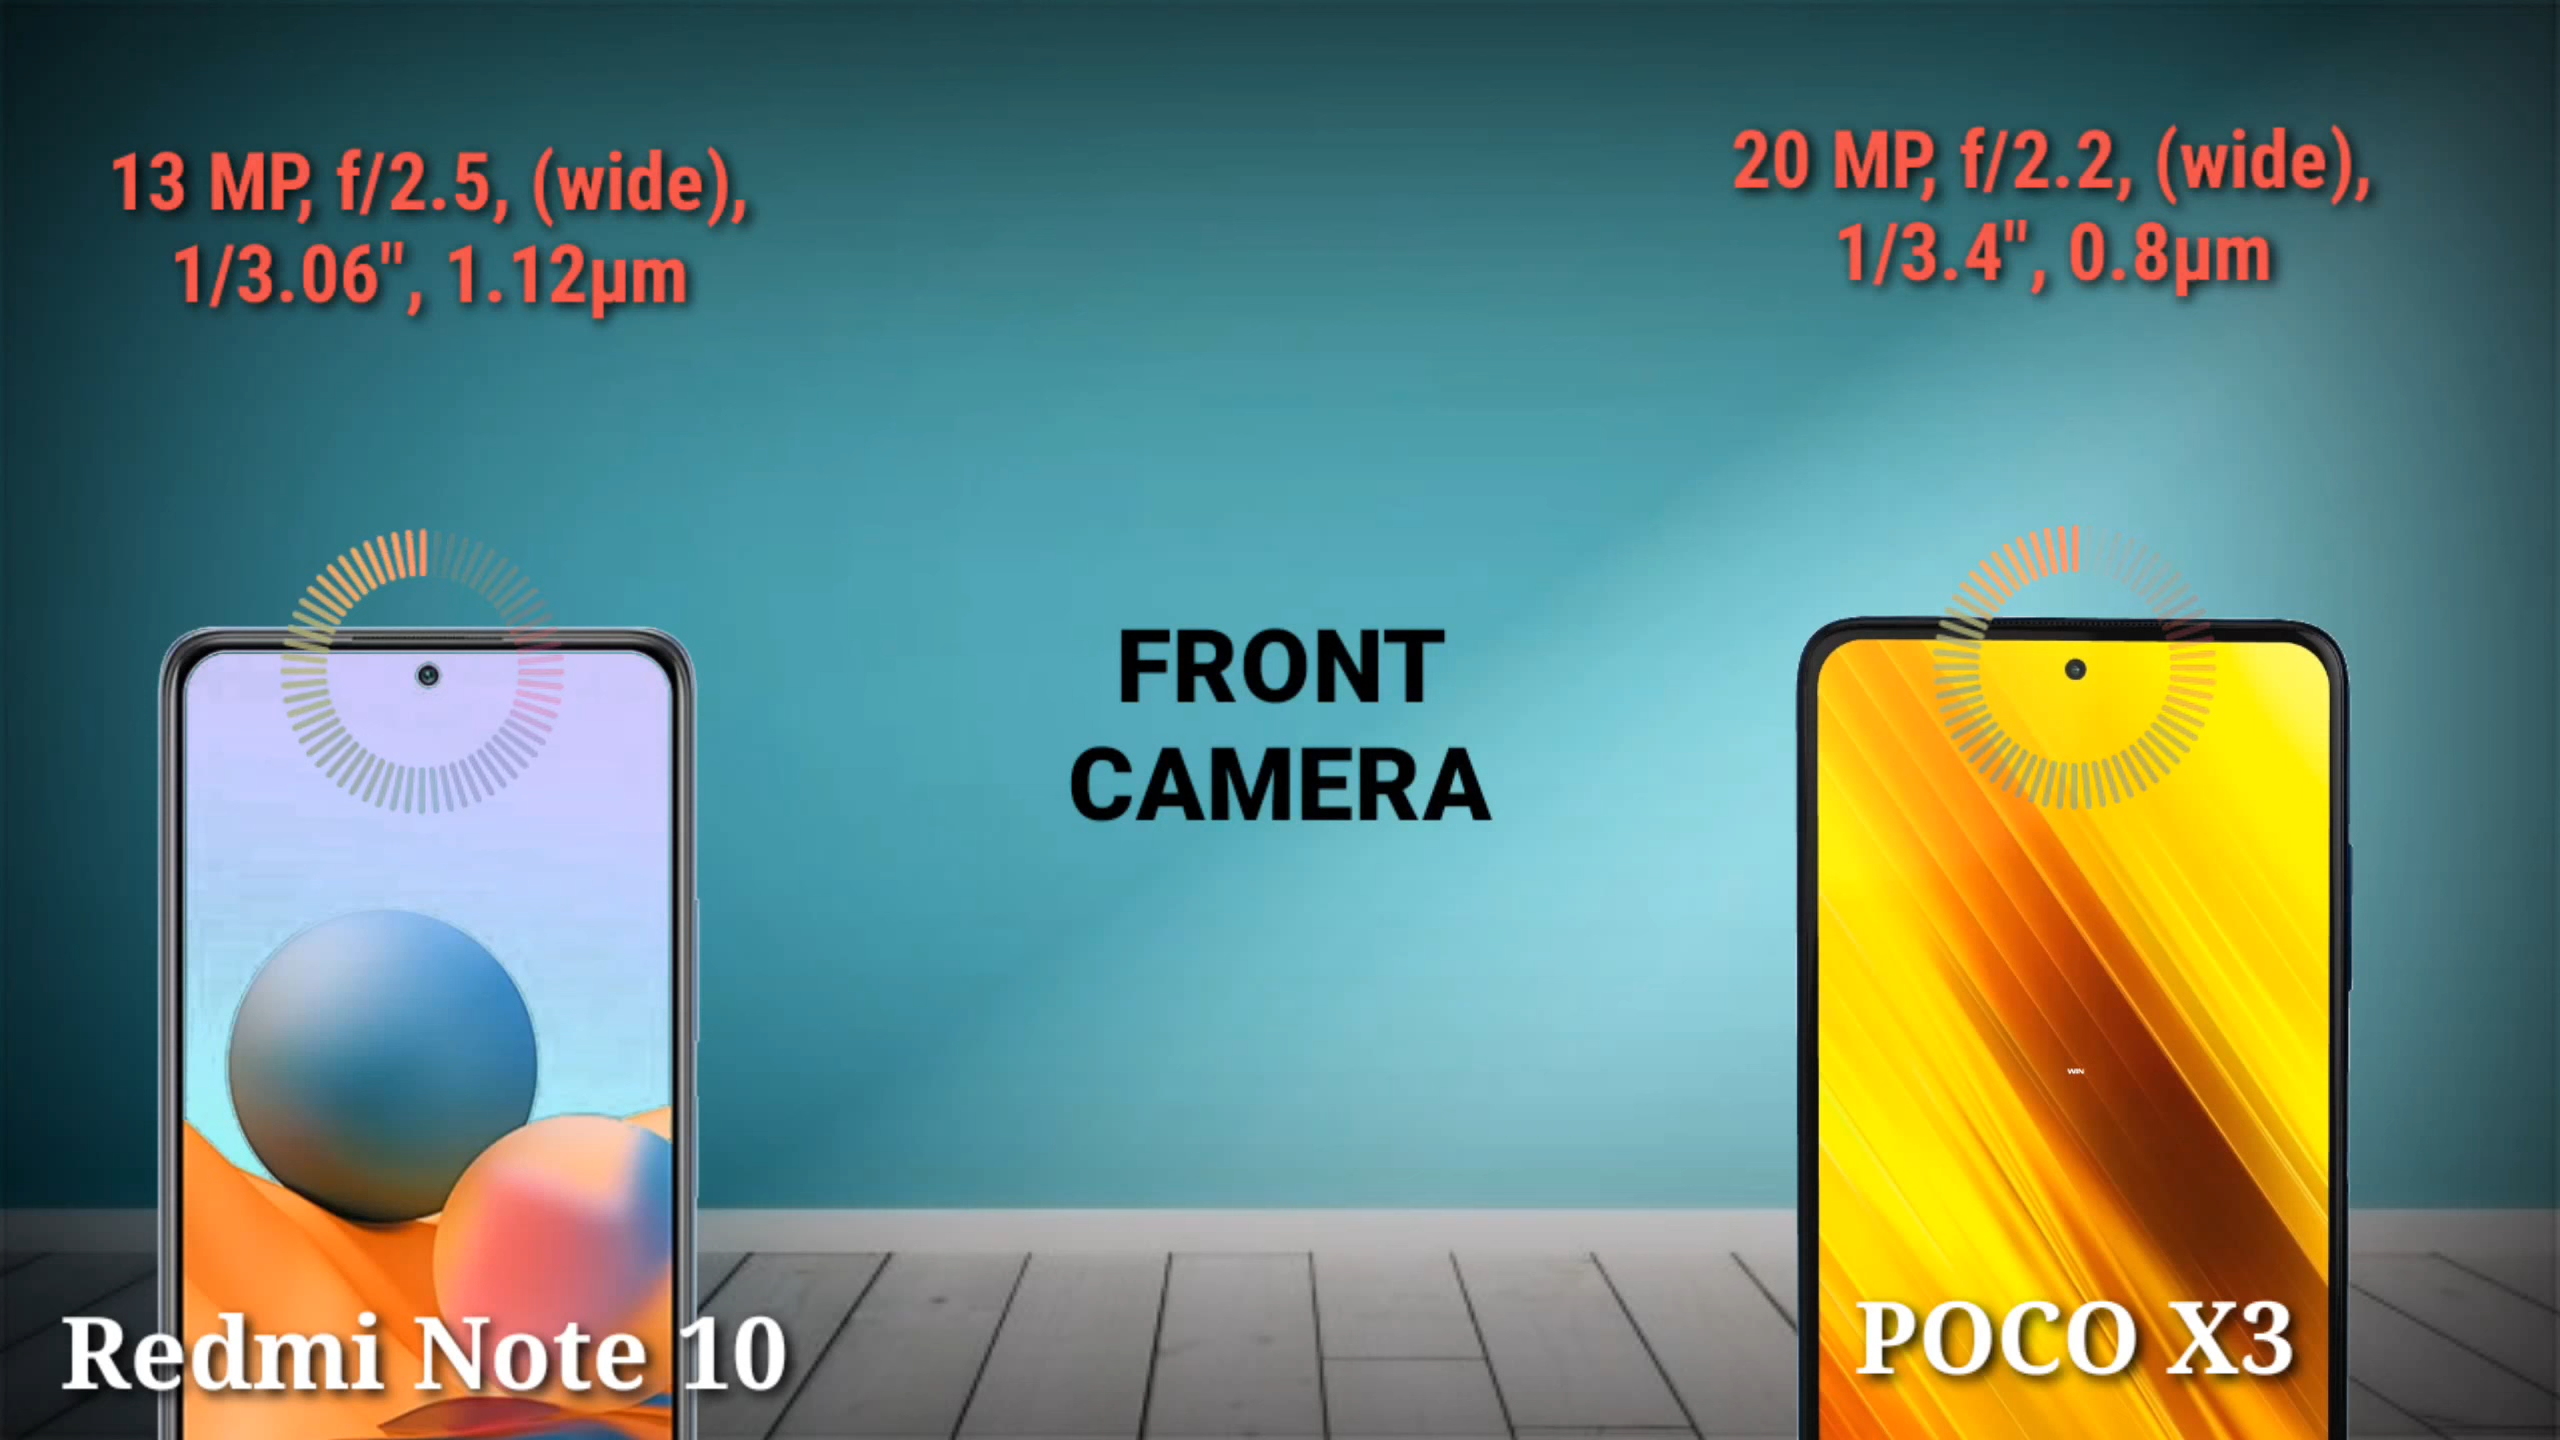 13 MP, f/2.5, (wide),
1/3.06", 1.12µm
20 MP, f/2.2, (wide),
1/3.4", 0.8µm
FRONT
CAMERA
WIN
Redmi Note 10
POCO X3